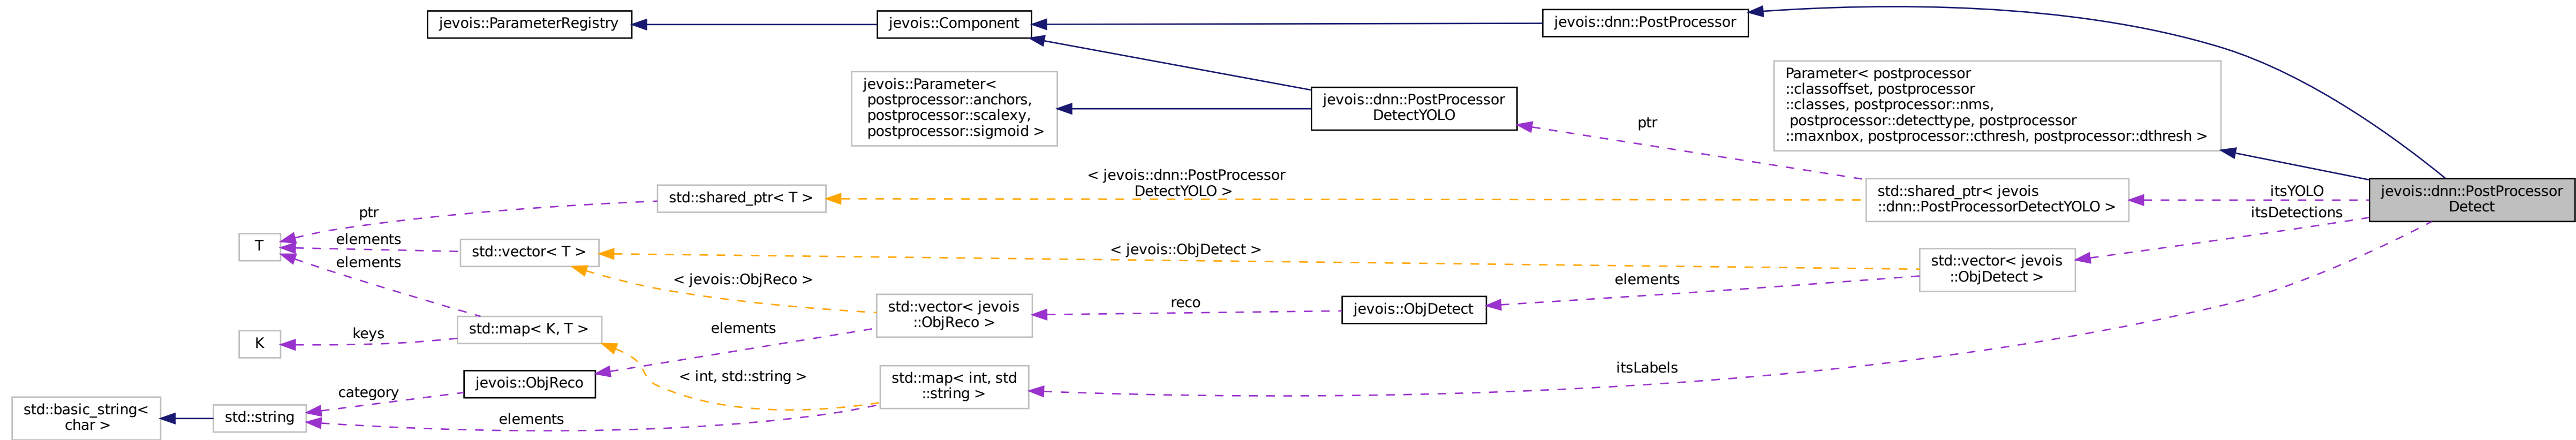 jevois::ParameterRegistry
jevois::Component
jevois::dnn::PostProcessor
jevois::Parameter<
postprocessor::anchors,
postprocessor::scalexy,
postprocessor::sigmoid >
jevois::dnn::PostProcessor
DetectYOLO
ptr
Parameter< postprocessor
::classoffset, postprocessor
::classes, postprocessor::nms,
postprocessor::detecttype, postprocessor
::maxnbox, postprocessor::cthresh, postprocessor::dthresh >
std::shared_ptr< T >
< jevois::dnn::PostProcessor
DetectYOLO >
std::shared_ptr< jevois
::dnn::PostProcessorDetectYOLO >
itsYOLO
itsDetections
jevois::dnn::PostProcessor
Detect
ptr
T
elements
elements
std::vector< T >
< jevois::ObjDetect >
< jevois::ObjReco >
std::vector< jevois
::ObjDetect >
elements
jevois::ObjDetect
reco
std::vector< jevois
::ObjReco >
elements
std::map< K, T >
keys
K
jevois::ObjReco
category
< int, std::string >
std::map< int, std
::string >
itsLabels
elements
std::string
std::basic_string<
char >